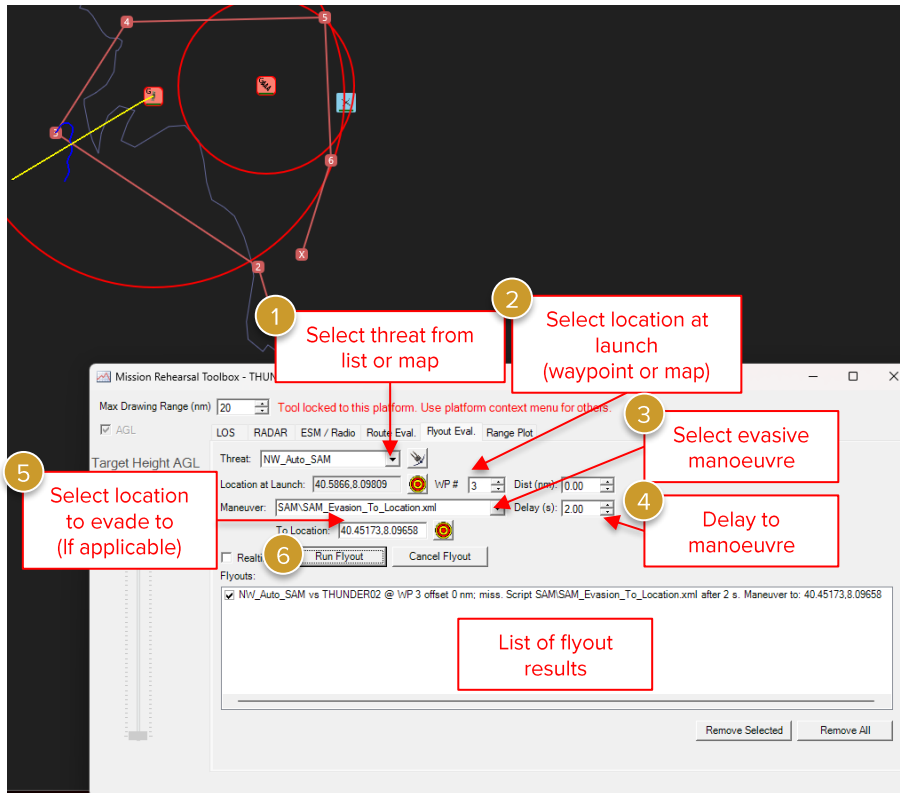 4
5
G
G
3
6
2
X
1
Select threat from
list or map
2
Select location at
launch
(waypoint or map)
Mission Rehearsal Toolbox - THUN
Max Drawing Range (nm) 20 Tool locked to this platform. Use platform context menu for others.
AGL
LOS RADAR ESM / Radio Route Eval. Flyout Eval. Range Plot
3
Select evasive
manoeuvre
Target Height AGL
Threat: NW_Auto_SAM
5
Select location
to evade to
(If applicable)
Location at Launch: 40.5866,8.09809 WP # 3 Dist (nm): 0.00
Maneuver: SAM\SAM_Evasion_To_Location.xml Delay (s): 2.00
4
Delay to
manoeuvre
To Location: 40.45173,8.09658
6
Realti Run Flyout Cancel Flyout
Flyouts:
NW_Auto_SAM vs THUNDER02 @ WP 3 offset 0 nm; miss. Script SAM\SAM_Evasion_To_Location.xml after 2 s. Maneuver to: 40.45173,8.09658
List of flyout
results
Remove Selected Remove All